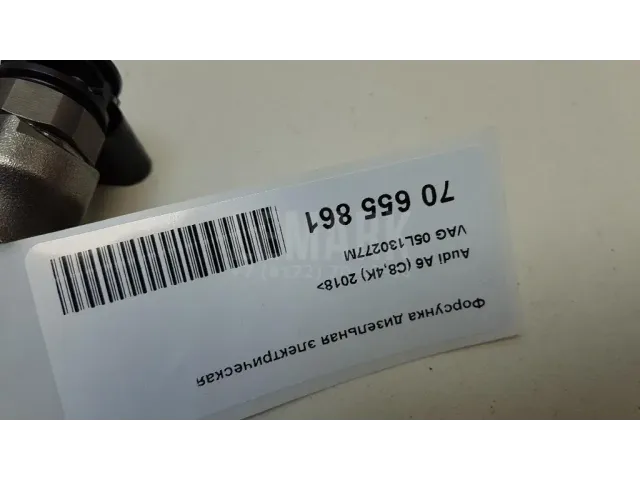 Форсунка дизельная электрическая
Audi A6 (C8,4K) 2018>
VAG 05L130277M
70 655 861